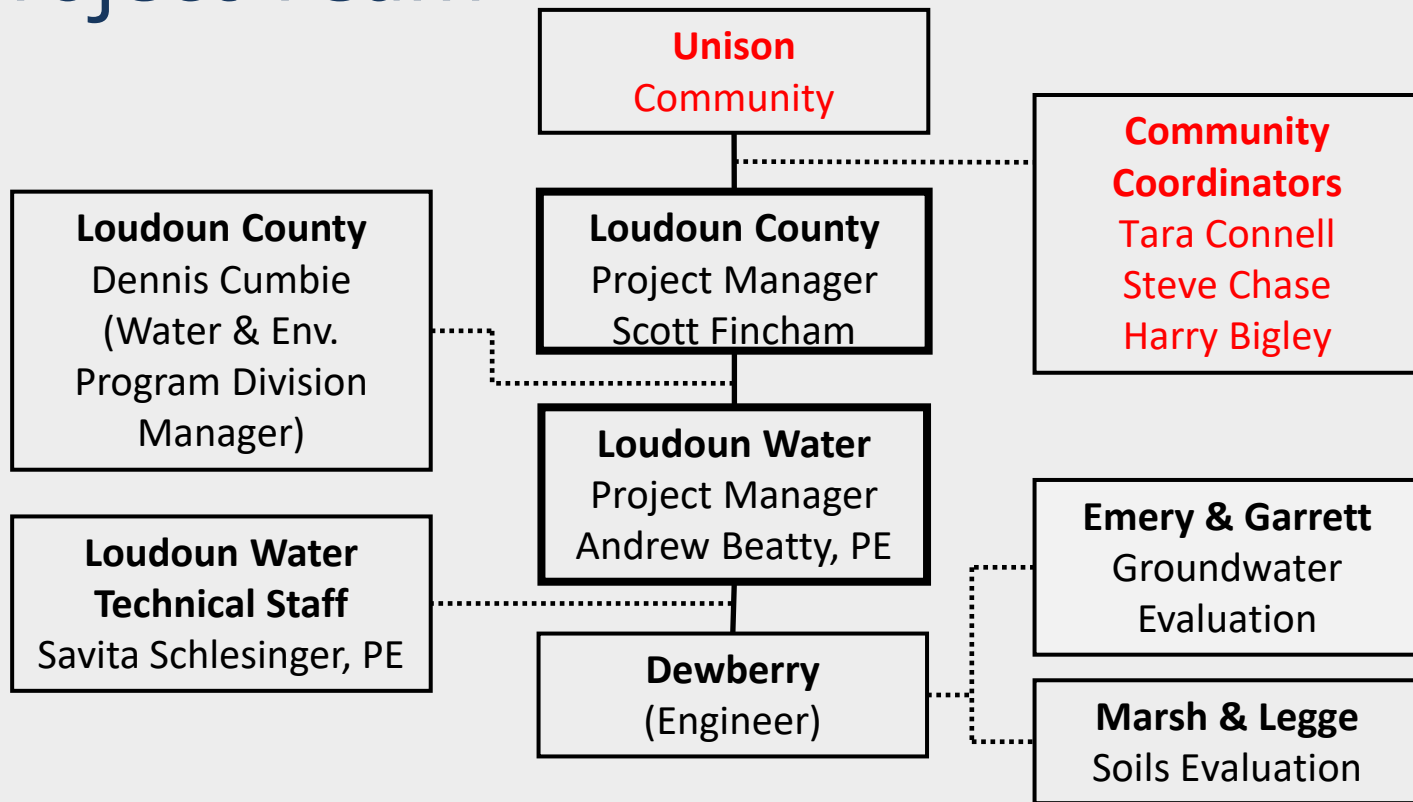 Unison
Community
Community
Coordinators
Tara Connell
Steve Chase
Harry Bigley
Loudoun County
Dennis Cumbie
(Water & Env.
Program Division
Manager)
Loudoun County
Project Manager
Scott Fincham
Loudoun Water
Project Manager
Andrew Beatty, PE
Loudoun Water
Technical Staff
Savita Schlesinger, PE
Dewberry
(Engineer)
Emery & Garrett
Groundwater
Evaluation
Marsh & Legge
Soils Evaluation